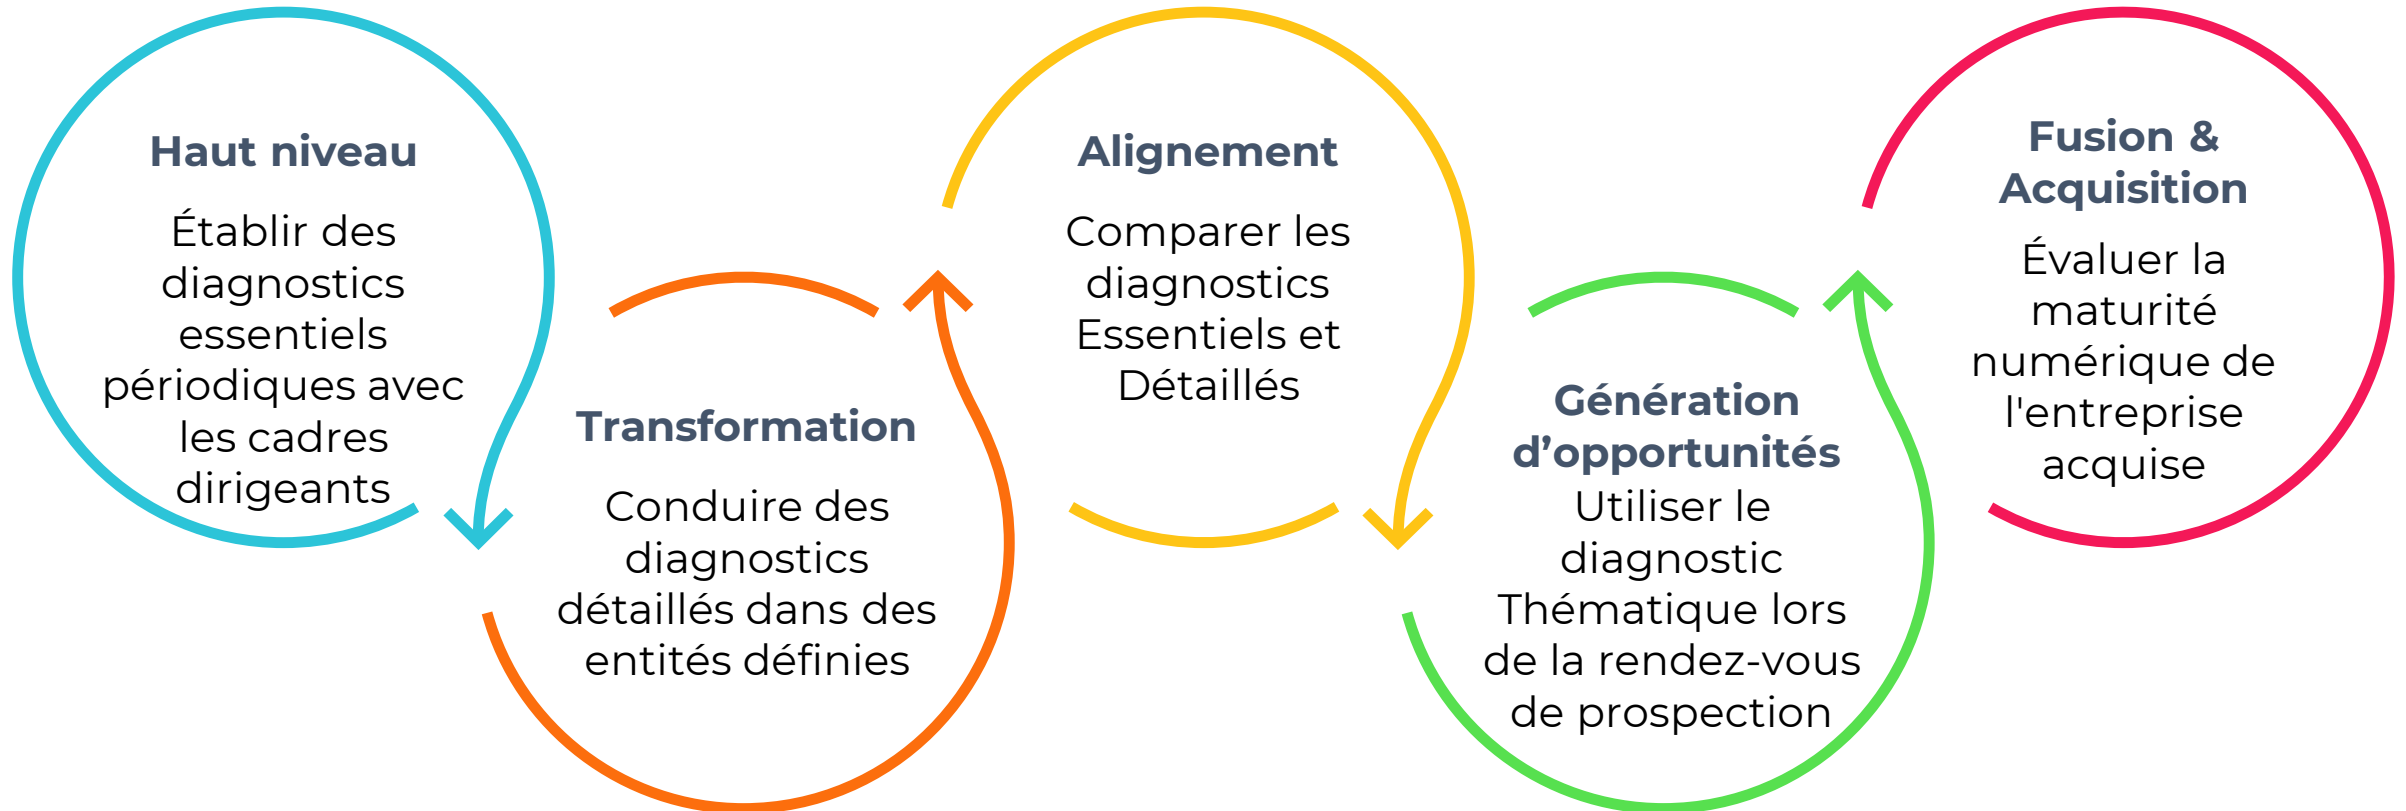 Haut niveau
Établir des
diagnostics
essentiels
périodiques avec
les cadres
dirigeants
Transformation
Conduire des
diagnostics
détaillés dans des
entités définies
Alignement
Comparer les
diagnostics
Essentiels et
Détaillés
Génération
d’opportunités
Utiliser le
diagnostic
Thématique lors
de la rendez-vous
de prospection
Fusion &
Acquisition
Évaluer la
maturité
numérique de
l'entreprise
acquise